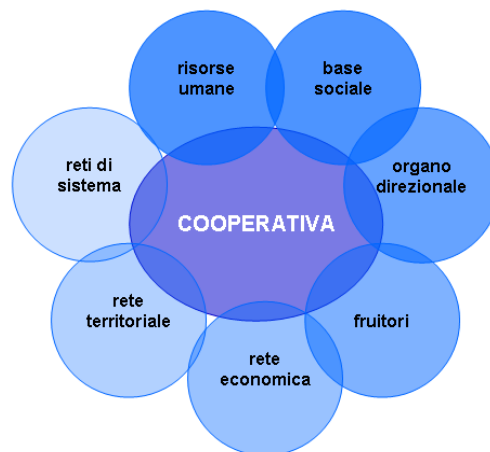 risorse
umane
base
sociale
reti di
sistema
organo
direzionale
COOPERATIVA
rete
territoriale
fruitori
rete
economica